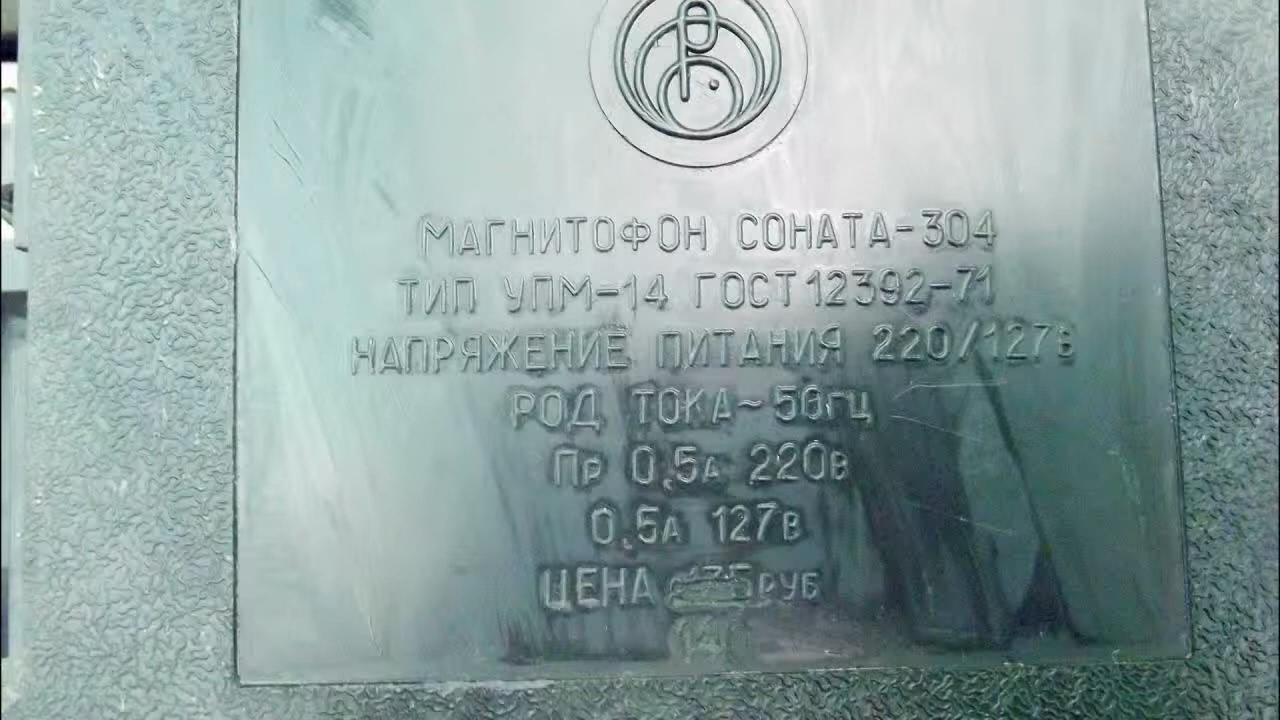 МАГНИТОФОН СОНАТА-304
ТИП УПМ-14 ГОСТ 12392-71
НАПРЯЖЕНИЕ ПИТАНИЯ 220/127В
РОД ТОКА~50гц
Пр 0,5А 220В
0,5А 127В
ЦЕНА РУБ